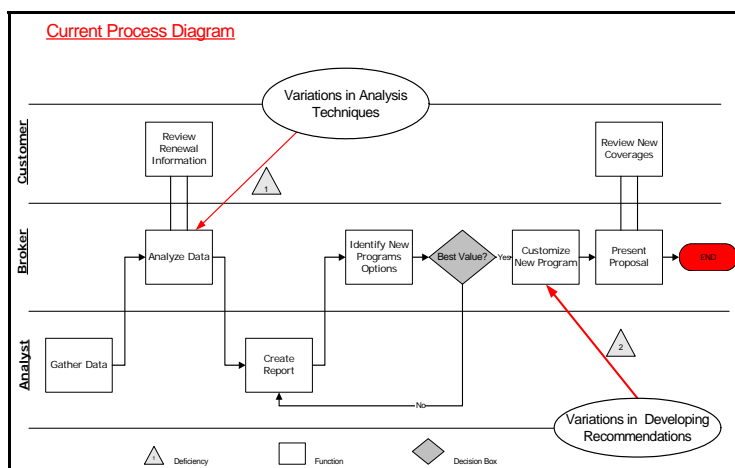 Current Process Diagram
Variations in Analysis
Techniques
Customer
Review
Renewal
Information
Review New
Coverages
1
Broker
Analyze Data
Identify New
Programs
Options
Best Value?
Yes
Customize
New Program
Present
Proposal
END
Analyst
Gather Data
Create
Report
2
No
Variations in Developing
Recommendations
1
Deficiency
Function
Decision Box